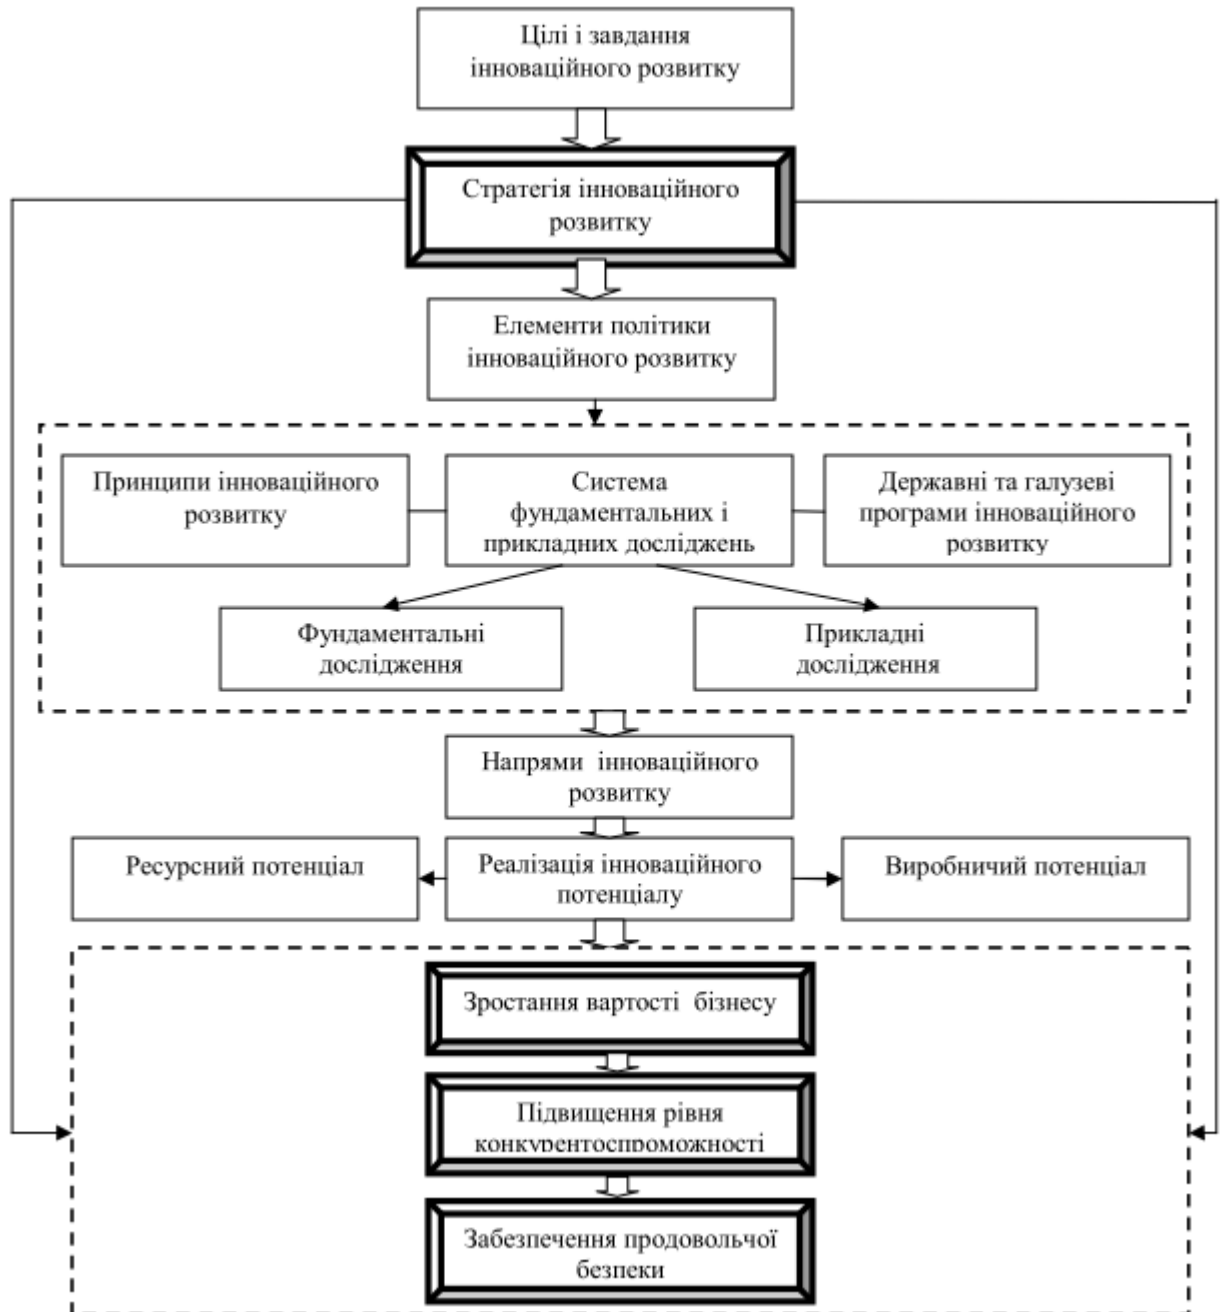 Цілі і завдання
інноваційного розвитку
Стратегія інноваційного
розвитку
Елементи політики
інноваційного розвитку
Принципи інноваційного
розвитку
Система
фундаментальних і
прикладних досліджень
Державні та галузеві
програми інноваційного
розвитку
Фундаментальні
дослідження
Прикладні
дослідження
Напрями інноваційного
розвитку
Ресурсний потенціал
Реалізація інноваційного
потенціалу
Виробничий потенціал
Зростання вартості бізнесу
Підвищення рівня
конкурентоспроможності
Забезпечення продовольчої
безпеки